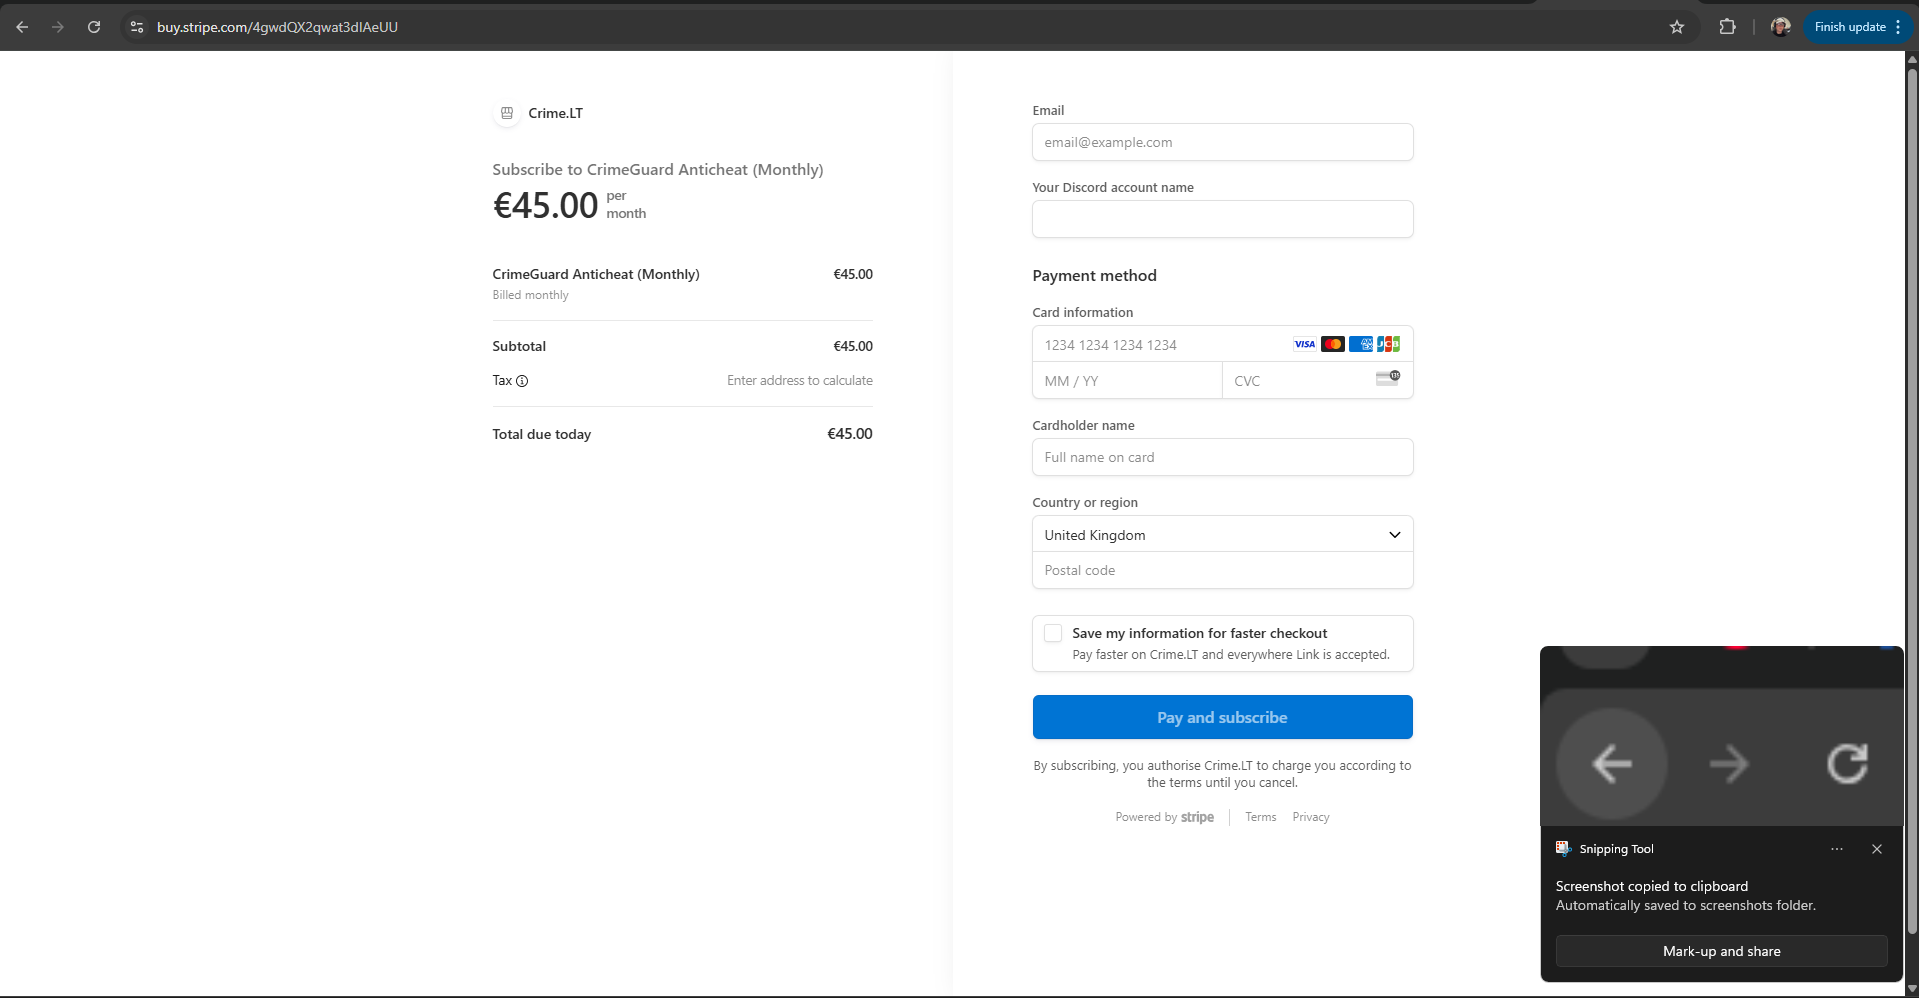 buy.stripe.com/4gwdQX2qwat3dIAeUU
Finish update
Crime.LT
Subscribe to CrimeGuard Anticheat (Monthly)
€45.00 per month
CrimeGuard Anticheat (Monthly) €45.00
Billed monthly
Subtotal €45.00
Tax Enter address to calculate
Total due today €45.00
Email
email@example.com
Your Discord account name
Payment method
Card information
1234 1234 1234 1234 VISA AMEX JCB
MM / YY CVC 135
Cardholder name
Full name on card
Country or region
United Kingdom
Postal code
Save my information for faster checkout
Pay faster on Crime.LT and everywhere Link is accepted.
Pay and subscribe
By subscribing, you authorise Crime.LT to charge you according to
the terms until you cancel.
Powered by stripe Terms Privacy
Snipping Tool
Screenshot copied to clipboard
Automatically saved to screenshots folder.
Mark-up and share